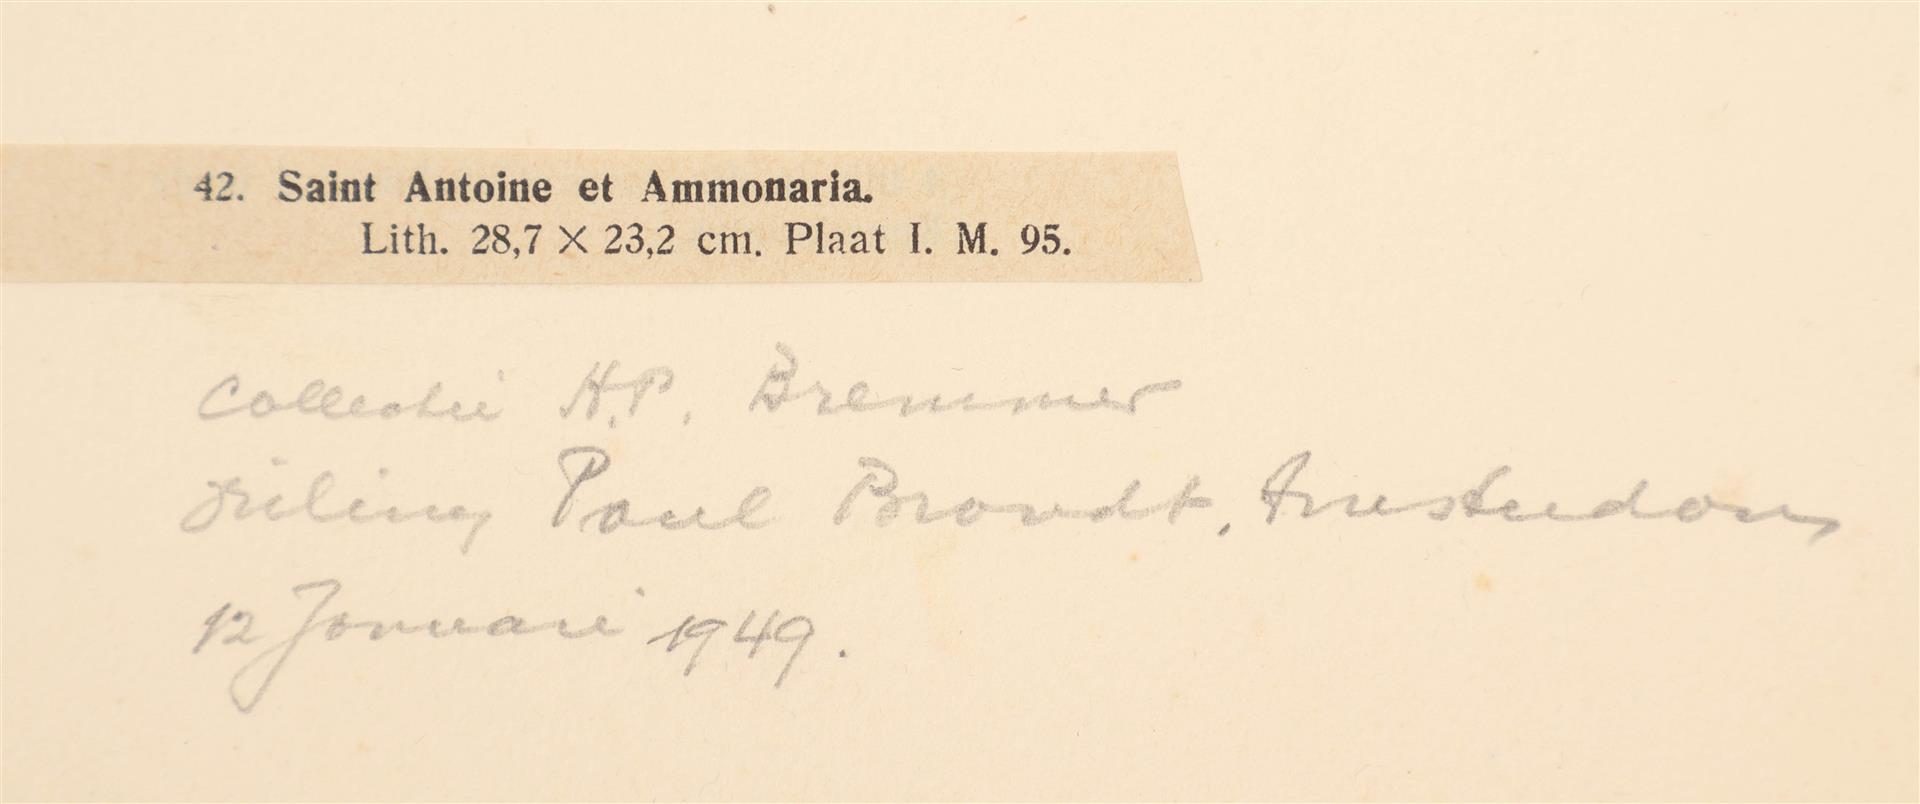 42. Saint Antoine et Ammonaria.
Lith. 28,7 × 23,2 cm. Plaat I. M. 95.
Collectie H.P. Bremmer
Veiling Paul Brandt, Amsterdam
12 Januari 1949.